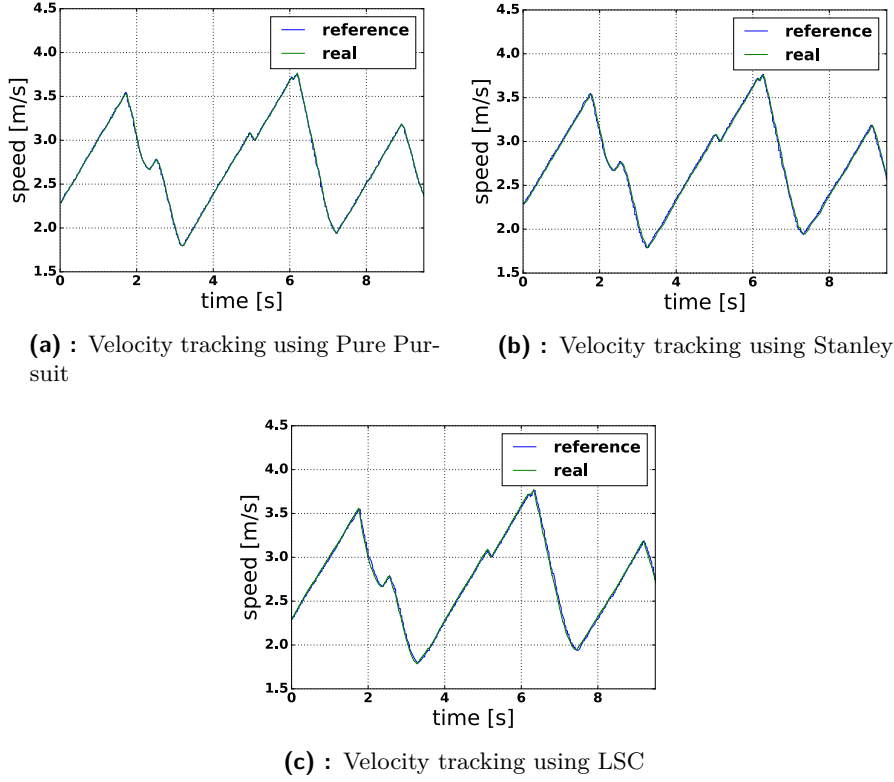 4.5
4.0
3.5
3.0
2.5
2.0
1.5
speed [m/s]
reference
real
0 2 4 6 8
time [s]
(a) : Velocity tracking using Pure Pur-
suit
4.5
4.0
3.5
3.0
2.5
2.0
1.5
speed [m/s]
reference
real
0 2 4 6 8
time [s]
(b) : Velocity tracking using Stanley
4.5
4.0
3.5
3.0
2.5
2.0
1.5
speed [m/s]
reference
real
0 2 4 6 8
time [s]
(c) : Velocity tracking using LSC